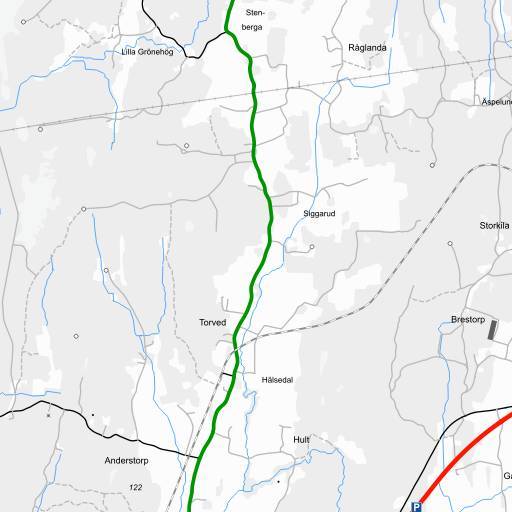 Sten-
berga
Lilla Grönehög
Råglanda
Äspelund
Siggarud
Storkila
Brestorp
Torved
Hälsedal
Hult
Anderstorp
122
P